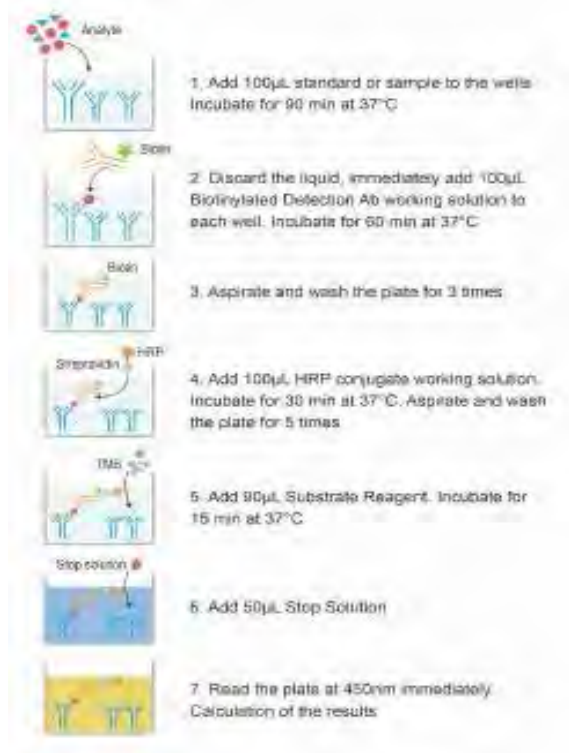 Analyte
1. Add 100μL standard or sample to the wells
Incubate for 90 min at 37°C
Biotin
2. Discard the liquid, immediately add 100μL
Biotinylated Detection Ab working solution to
each well. Incubate for 60 min at 37°C
Biotin
3. Aspirate and wash the plate for 3 times
HRP
Streptavidin
4. Add 100μL HRP conjugate working solution.
Incubate for 30 min at 37°C. Aspirate and wash
the plate for 5 times
TMB
5. Add 90μL Substrate Reagent. Incubate for
15 min at 37°C
Stop solution
6. Add 50μL Stop Solution
7. Read the plate at 450nm immediately.
Calculation of the results